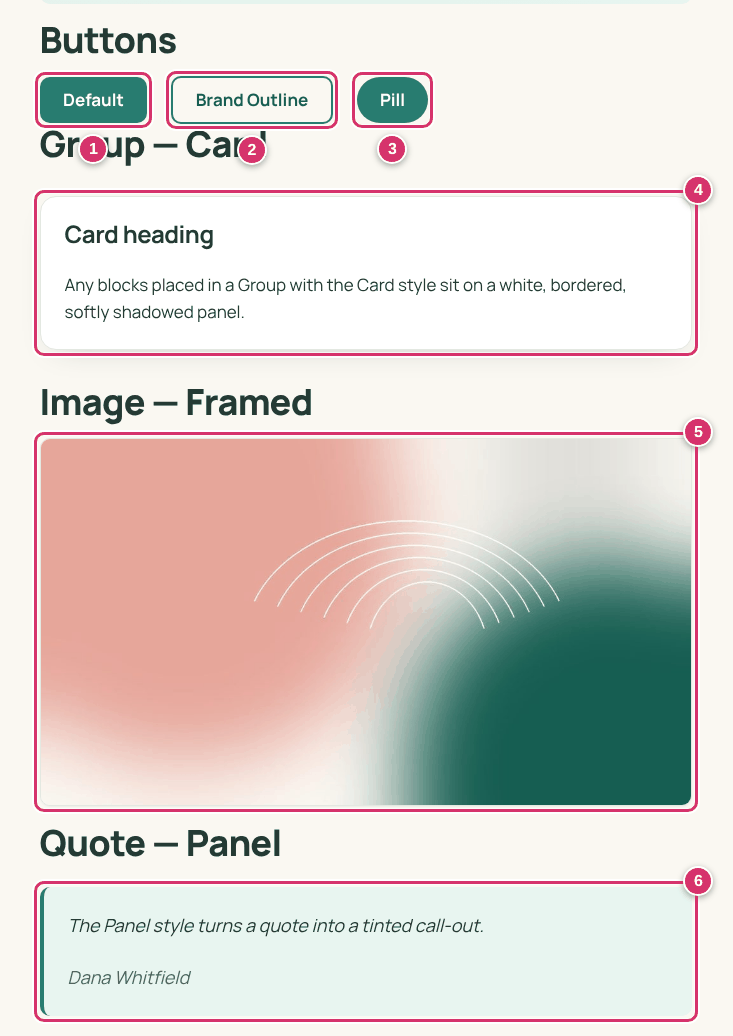 Buttons
Default
Brand Outline
Pill
1
2
3
Group — Card
4
Card heading
Any blocks placed in a Group with the Card style sit on a white, bordered,
softly shadowed panel.
Image — Framed
5
Quote — Panel
6
The Panel style turns a quote into a tinted call-out.
Dana Whitfield